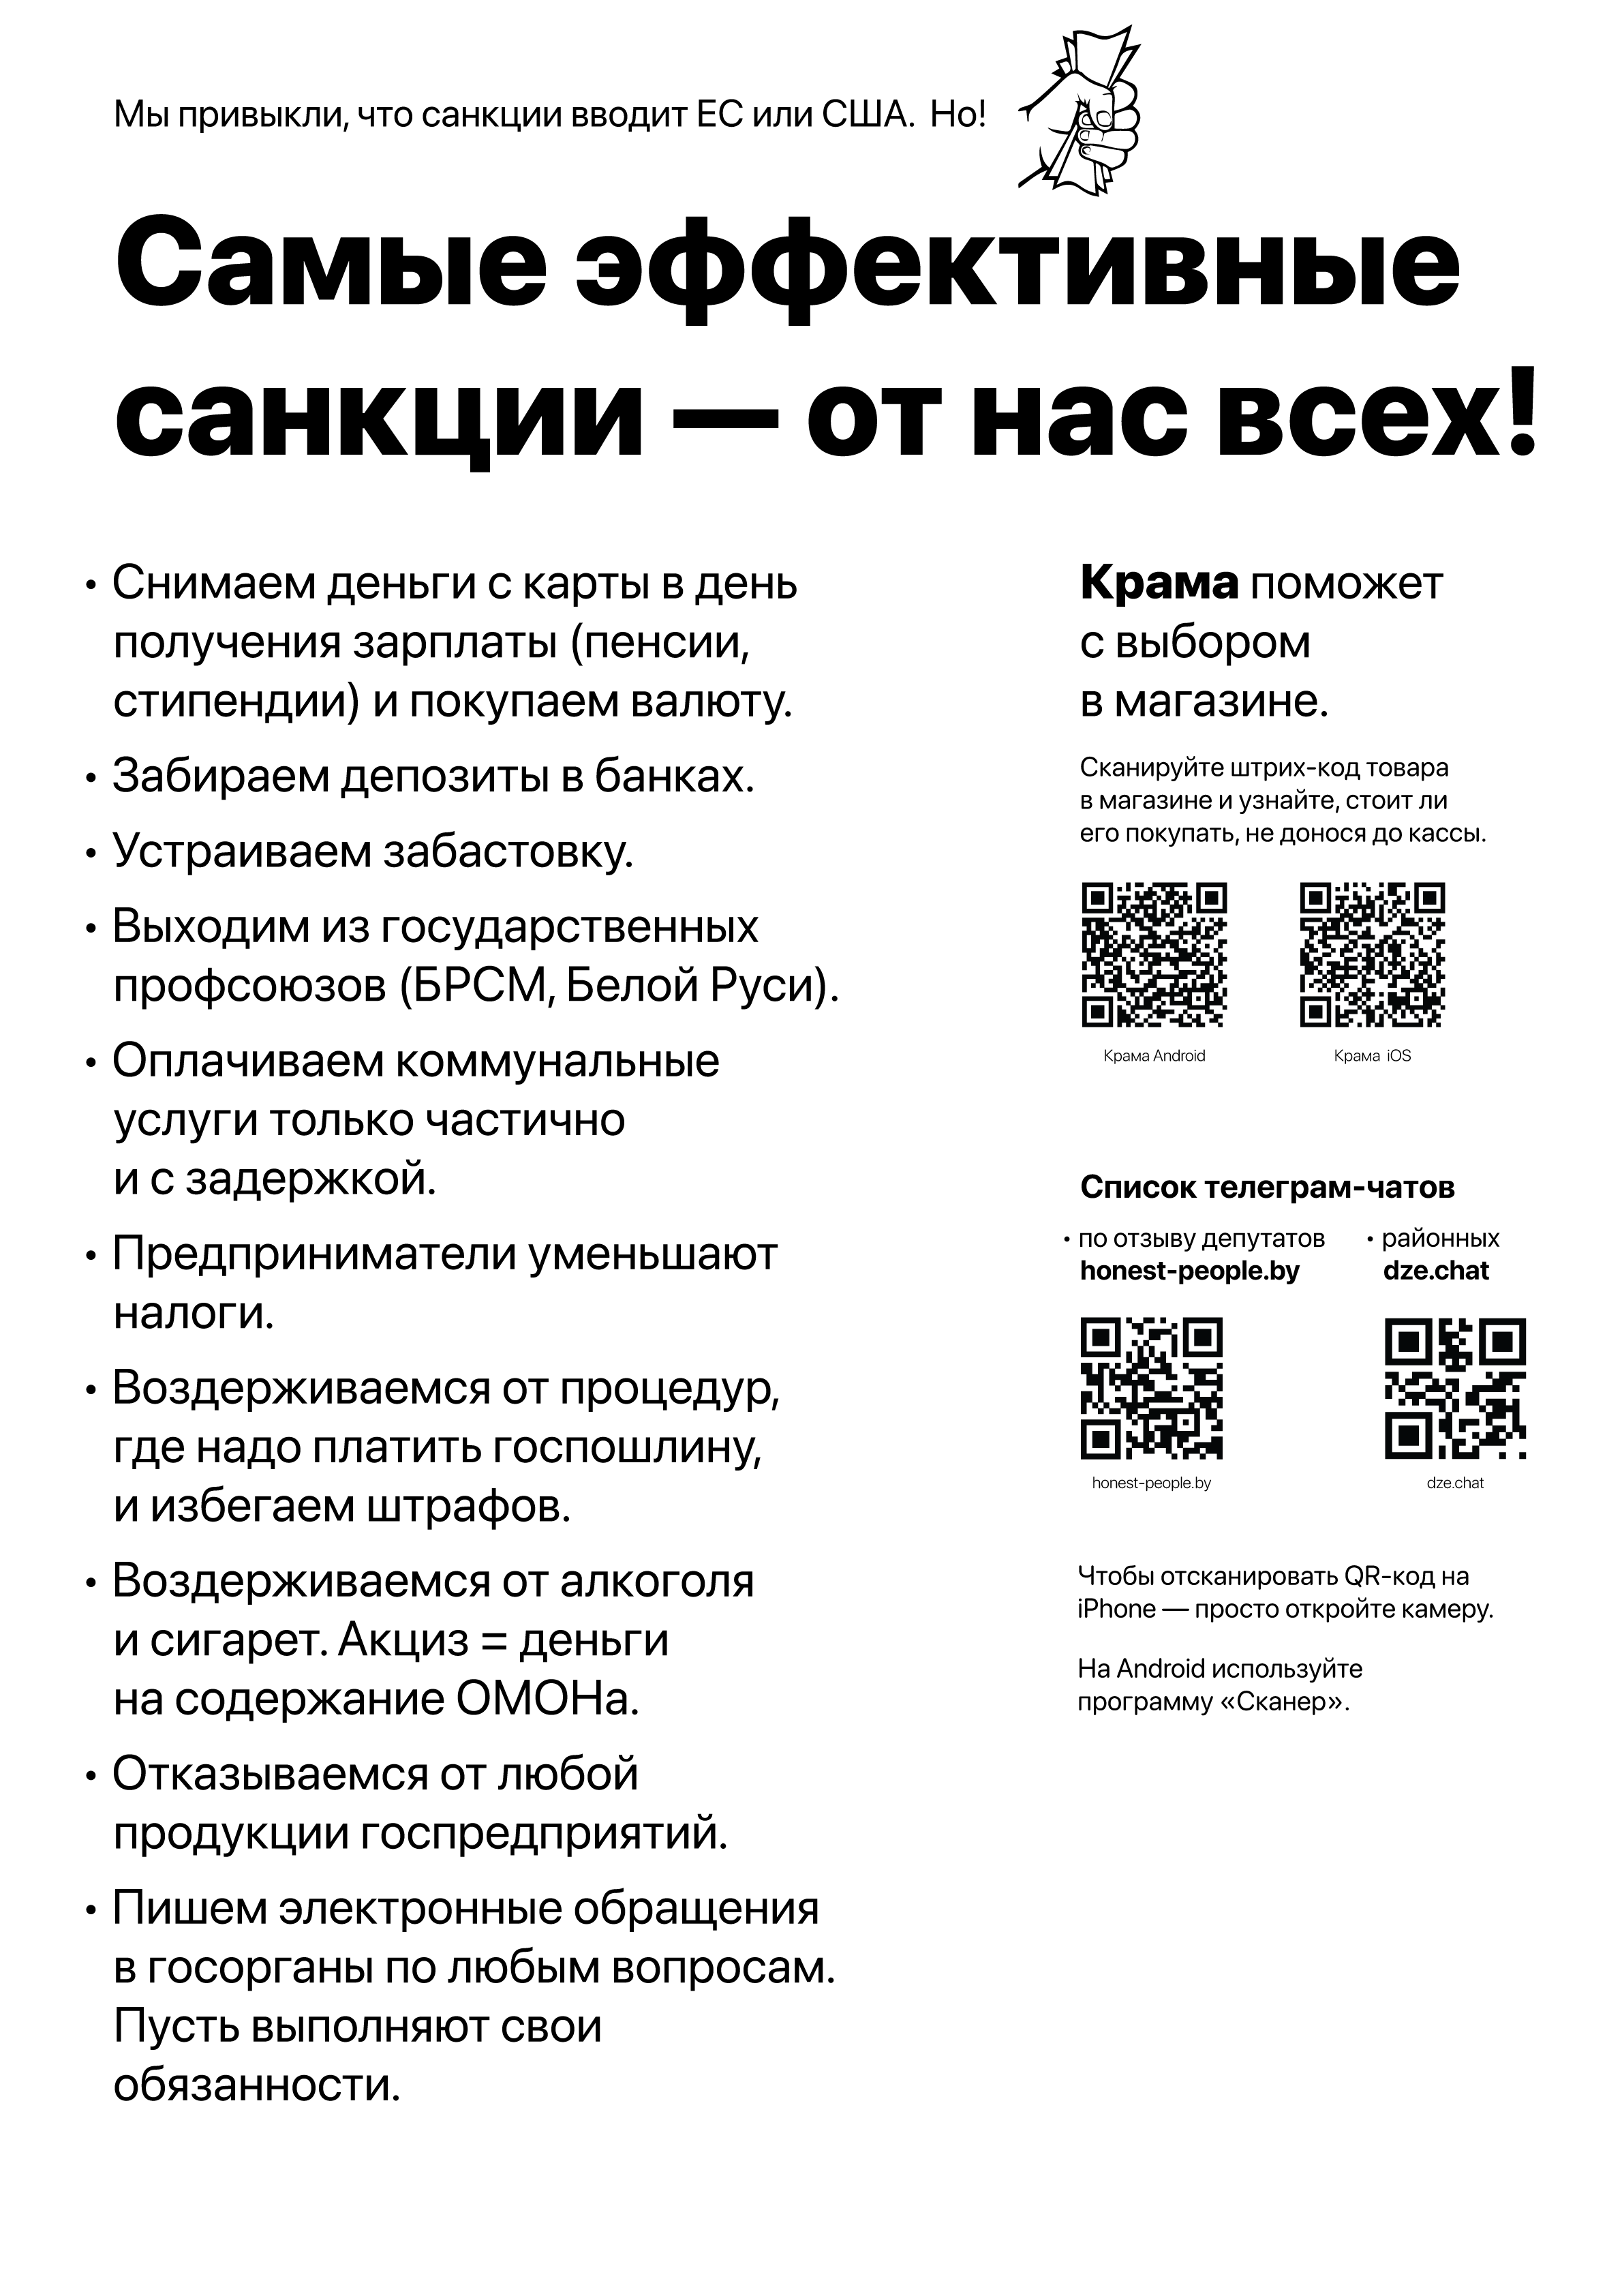 Мы привыкли, что санкции вводит ЕС или США. Но!
Самые эффективные
санкции — от нас всех!
• Снимаем деньги с карты в день
получения зарплаты (пенсии,
стипендии) и покупаем валюту.
• Забираем депозиты в банках.
• Устраиваем забастовку.
• Выходим из государственных
профсоюзов (БРСМ, Белой Руси).
• Оплачиваем коммунальные
услуги только частично
и с задержкой.
• Предприниматели уменьшают
налоги.
• Воздерживаемся от процедур,
где надо платить госпошлину,
и избегаем штрафов.
• Воздерживаемся от алкоголя
и сигарет. Акциз = деньги
на содержание ОМОНа.
• Отказываемся от любой
продукции госпредприятий.
• Пишем электронные обращения
в госорганы по любым вопросам.
Пусть выполняют свои
обязанности.
Крама поможет
с выбором
в магазине.
Сканируйте штрих-код товара
в магазине и узнайте, стоит ли
его покупать, не донося до кассы.
Крама Android
Крама iOS
Список телеграм-чатов
• по отзыву депутатов
honest-people.by
• районных
dze.chat
honest-people.by
dze.chat
Чтобы отсканировать QR-код на
iPhone — просто откройте камеру.
На Android используйте
программу «Сканер».